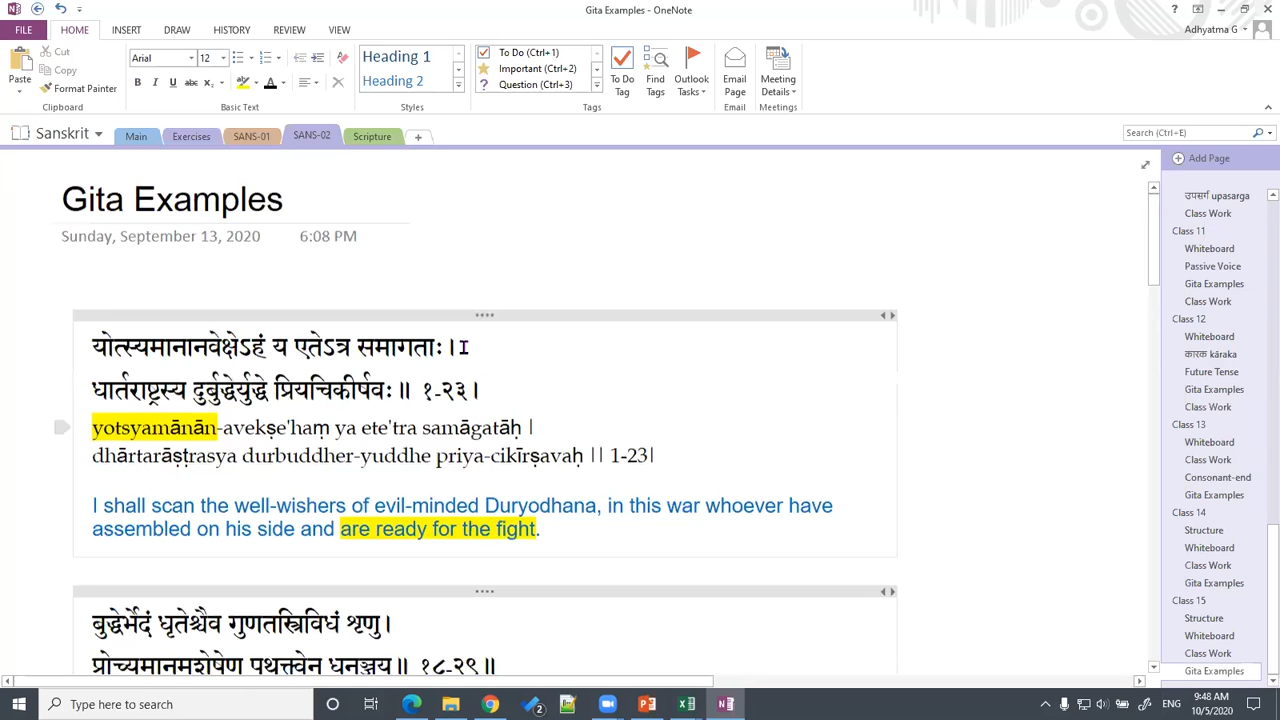 Gita Examples - OneNote
FILE HOME INSERT DRAW HISTORY REVIEW VIEW
Adhyatma G
Paste
Cut
Copy
Format Painter
Clipboard
Arial 12
B I U abc x₂ A
Basic Text
Heading 1
Heading 2
Styles
To Do (Ctrl+1)
Important (Ctrl+2)
Question (Ctrl+3)
To Do Tag
Find Tags
Outlook Tasks
Tags
Email Page
Email
Meeting Details
Meetings
Sanskrit
Main Exercises SANS-01 SANS-02 Scripture
Search (Ctrl+E)
Gita Examples
Sunday, September 13, 2020 6:08 PM
योत्स्यमानानवेक्षेऽहं य एतेऽत्र समागताः।
धार्तराष्ट्रस्य दुर्बुद्धेर्युद्धे प्रियचिकीर्षवः॥ १-२३।
yotsyamānān-avekṣe'haṃ ya ete'tra samāgatāḥ |
dhārtarāṣṭrasya durbuddher-yuddhe priya-cikīrṣavaḥ || 1-23|
I shall scan the well-wishers of evil-minded Duryodhana, in this war whoever have
assembled on his side and are ready for the fight.
बुद्धेर्भेदं धृतेश्चैव गुणतस्त्रिविधं शृणु।
प्रोच्यमानमशेषेण पथक्त्वेन धनञ्जय॥ १८-२९॥
Add Page
उपसर्ग upasarga
Class Work
Class 11
Whiteboard
Passive Voice
Gita Examples
Class Work
Class 12
Whiteboard
कारक kāraka
Future Tense
Gita Examples
Class Work
Class 13
Whiteboard
Class Work
Consonant-end
Gita Examples
Class 14
Structure
Whiteboard
Class Work
Gita Examples
Class 15
Structure
Whiteboard
Class Work
Gita Examples
Type here to search
2
ENG
9:48 AM
10/5/2020